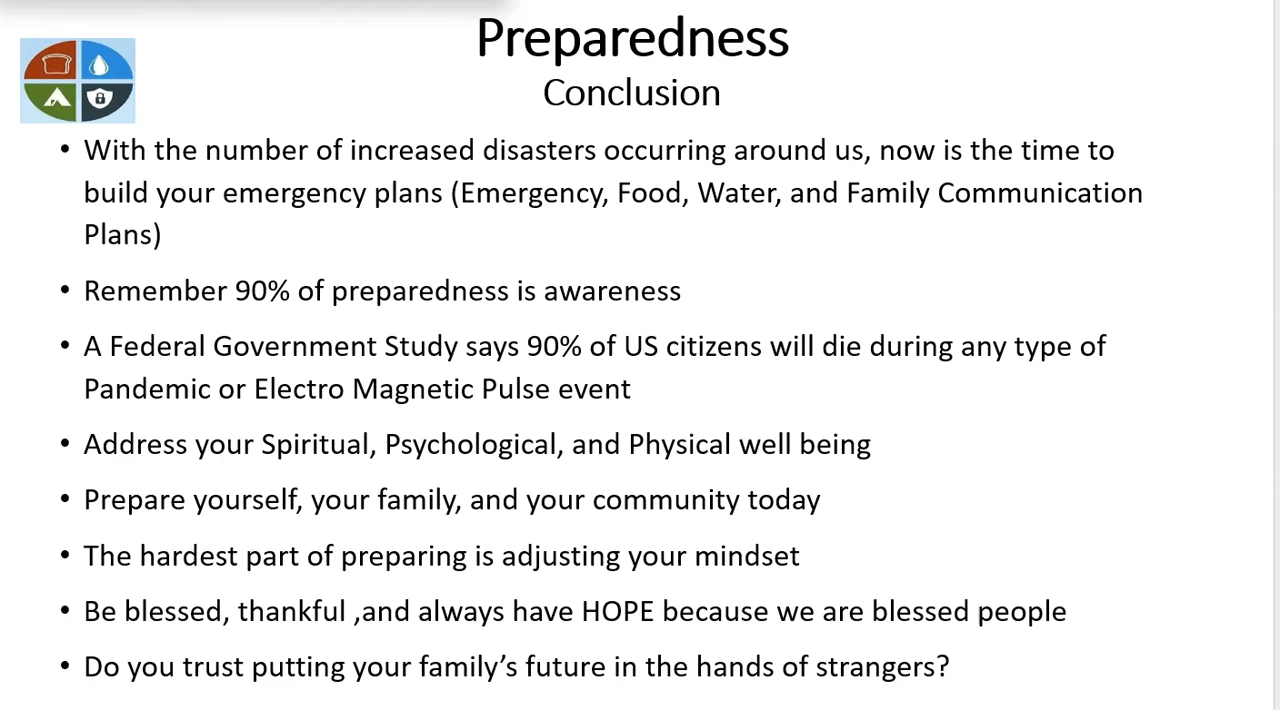 Preparedness
Conclusion
• With the number of increased disasters occurring around us, now is the time to
build your emergency plans (Emergency, Food, Water, and Family Communication
Plans)
• Remember 90% of preparedness is awareness
• A Federal Government Study says 90% of US citizens will die during any type of
Pandemic or Electro Magnetic Pulse event
• Address your Spiritual, Psychological, and Physical well being
• Prepare yourself, your family, and your community today
• The hardest part of preparing is adjusting your mindset
• Be blessed, thankful ,and always have HOPE because we are blessed people
• Do you trust putting your family’s future in the hands of strangers?